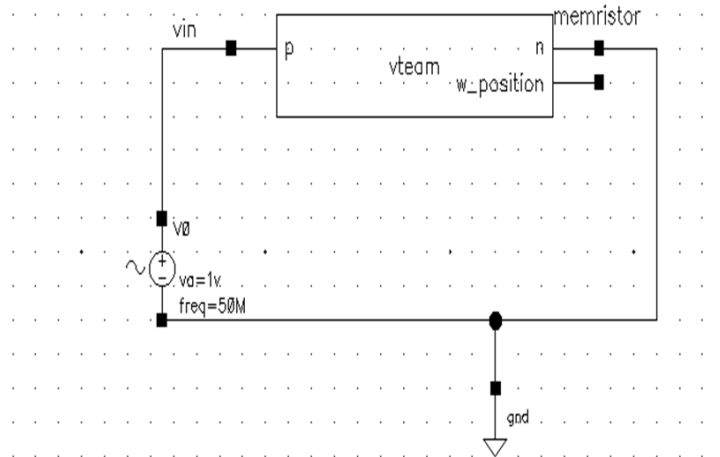 vin
memristor
p
n
vteam
w_position
V0
+
va=1v
−
freq=50M
gnd